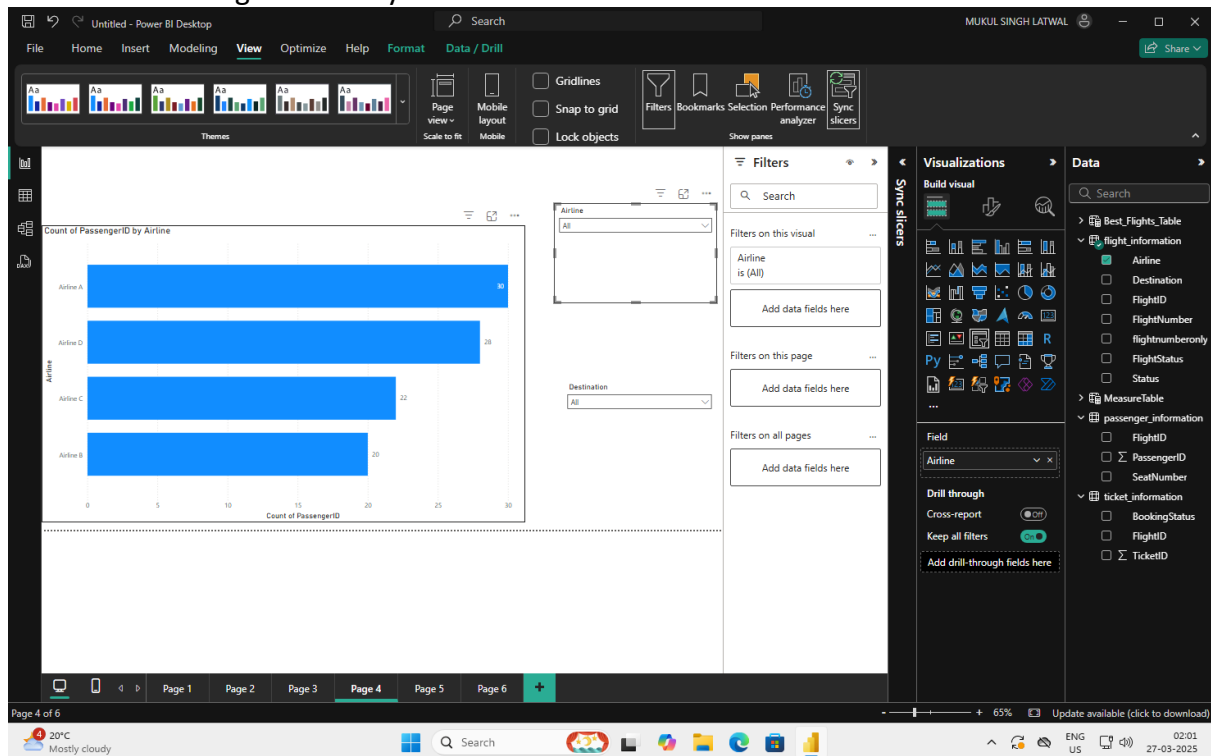 Untitled - Power BI Desktop
Search
MUKUL SINGH LATWAL
File Home Insert Modeling View Optimize Help Format Data / Drill
Share
Aa Aa Aa Aa Aa Aa
Themes
Page view
Scale to fit
Mobile layout
Mobile
Gridlines
Snap to grid
Lock objects
Filters
Bookmarks
Selection
Performance analyzer
Sync slicers
Show panes
Count of PassengerID by Airline
Airline
Airline A 30
Airline D 28
Airline C 22
Airline B 20
0 5 10 15 20 25 30
Count of PassengerID
Airline
All
Destination
All
Filters
Search
Filters on this visual ...
Airline
is (All)
Add data fields here
Filters on this page ...
Add data fields here
Filters on all pages ...
Add data fields here
Sync slicers
Visualizations
Build visual
123
R
Py
...
Field
Airline
Drill through
Cross-report Off
Keep all filters On
Add drill-through fields here
Data
Search
Best_Flights_Table
flight_information
Airline
Destination
FlightID
FlightNumber
flightnumberonly
FlightStatus
Status
MeasureTable
passenger_information
FlightID
∑ PassengerID
SeatNumber
ticket_information
BookingStatus
FlightID
∑ TicketID
Page 1 Page 2 Page 3 Page 4 Page 5 Page 6 +
Page 4 of 6
- + 65% Update available (click to download)
4
20°C
Mostly cloudy
Search
ENG
US
02:01
27-03-2025